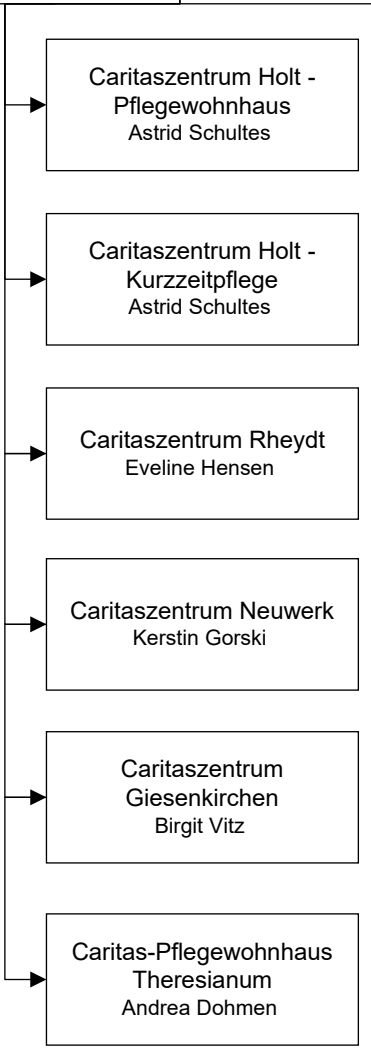 Caritaszentrum Holt -
Pflegewohnhaus
Astrid Schultes
Caritaszentrum Holt -
Kurzzeitpflege
Astrid Schultes
Caritaszentrum Rheydt
Eveline Hensen
Caritaszentrum Neuwerk
Kerstin Gorski
Caritaszentrum
Giesenkirchen
Birgit Vitz
Caritas-Pflegewohnhaus
Theresianum
Andrea Dohmen